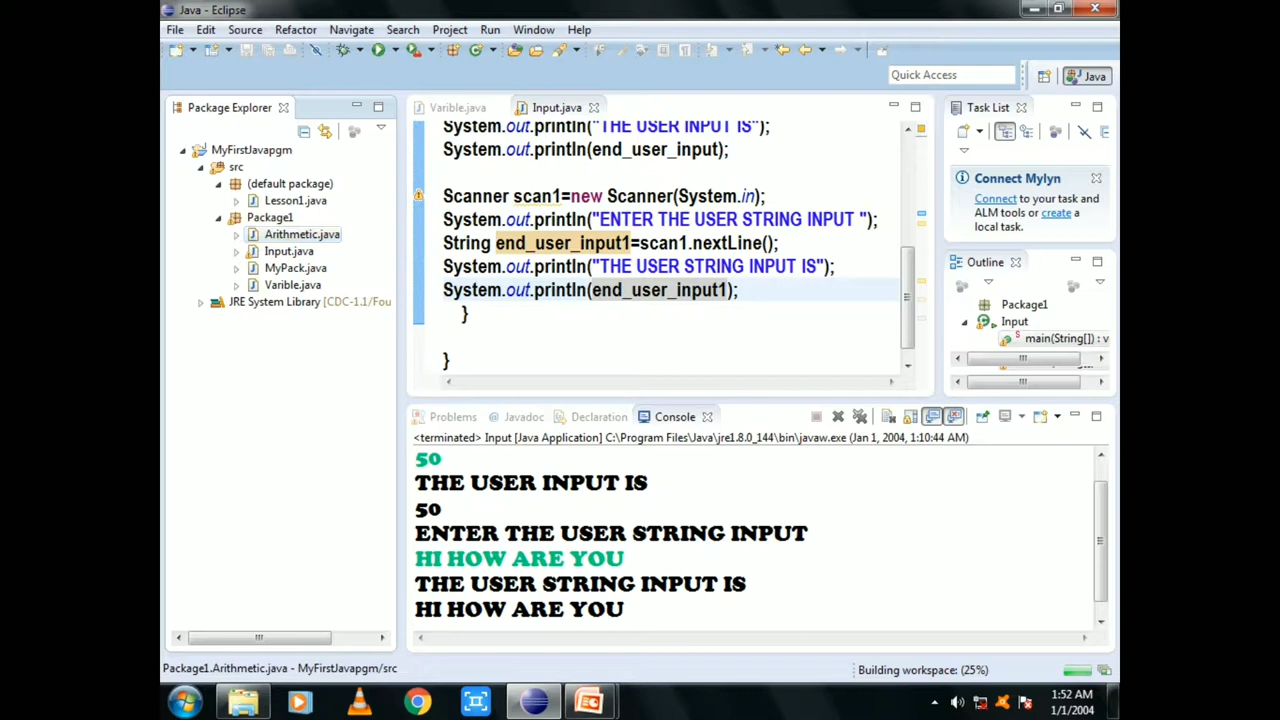 Java - Eclipse
File Edit Source Refactor Navigate Search Project Run Window Help
Quick Access
Java
Package Explorer
MyFirstJavapgm
src
(default package)
Lesson1.java
Package1
Arithmetic.java
Input.java
MyPack.java
Varible.java
JRE System Library [CDC-1.1/Fou
Varible.java Input.java
System.out.println("THE USER INPUT IS");
System.out.println(end_user_input);
Scanner scan1=new Scanner(System.in);
System.out.println("ENTER THE USER STRING INPUT ");
String end_user_input1=scan1.nextLine();
System.out.println("THE USER STRING INPUT IS");
System.out.println(end_user_input1);
}
}
Task List
Connect Mylyn
Connect to your task and
ALM tools or create a
local task.
Outline
Package1
Input
main(String[]) : v
Problems Javadoc Declaration Console
<terminated> Input [Java Application] C:\Program Files\Java\jre1.8.0_144\bin\javaw.exe (Jan 1, 2004, 1:10:44 AM)
50
THE USER INPUT IS
50
ENTER THE USER STRING INPUT
HI HOW ARE YOU
THE USER STRING INPUT IS
HI HOW ARE YOU
Package1.Arithmetic.java - MyFirstJavapgm/src
Building workspace: (25%)
1:52 AM
1/1/2004